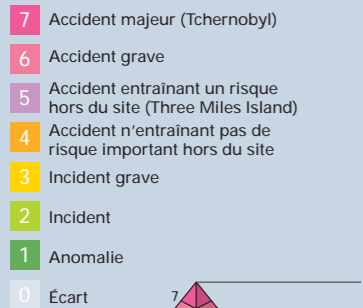 7 Accident majeur (Tchernobyl)
6 Accident grave
5 Accident entraînant un risque
hors du site (Three Miles Island)
4 Accident n’entraînant pas de
risque important hors du site
3 Incident grave
2 Incident
1 Anomalie
0 Écart
7